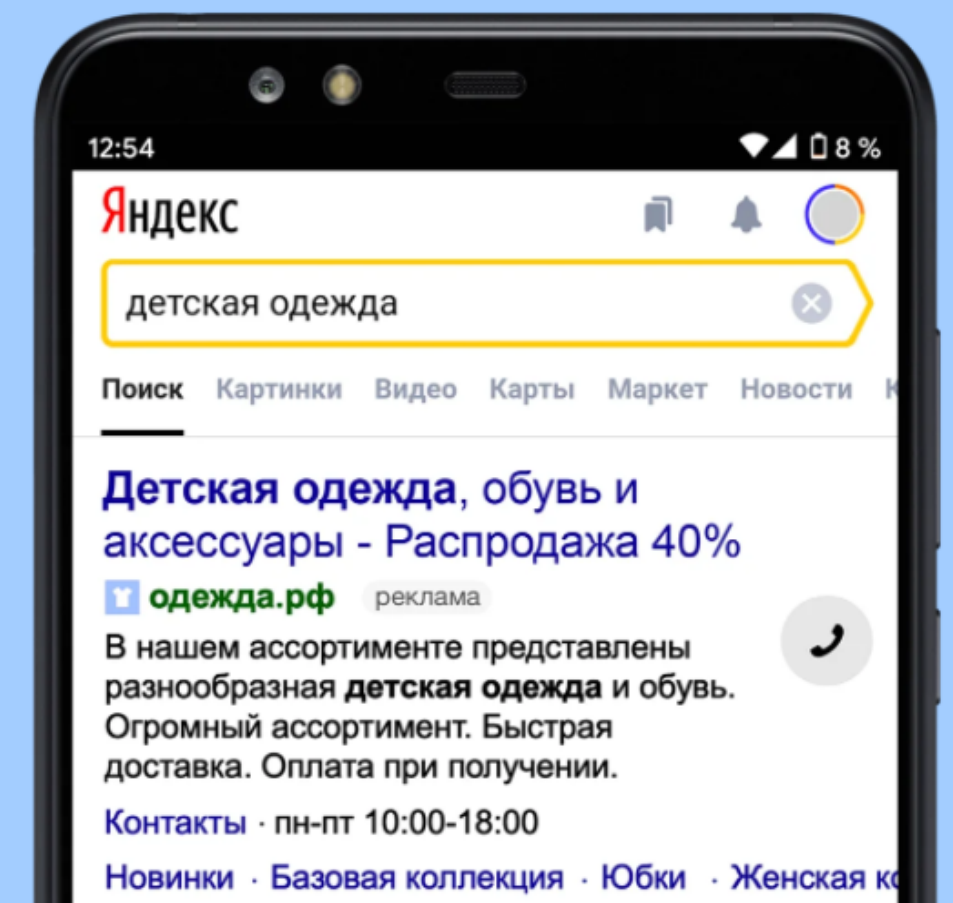 12:54 8 %
Яндекс
детская одежда
Поиск Картинки Видео Карты Маркет Новости
Детская одежда, обувь и
аксессуары - Распродажа 40%
одежда.рф реклама
В нашем ассортименте представлены
разнообразная детская одежда и обувь.
Огромный ассортимент. Быстрая
доставка. Оплата при получении.
Контакты · пн-пт 10:00-18:00
Новинки · Базовая коллекция · Юбки · Женская